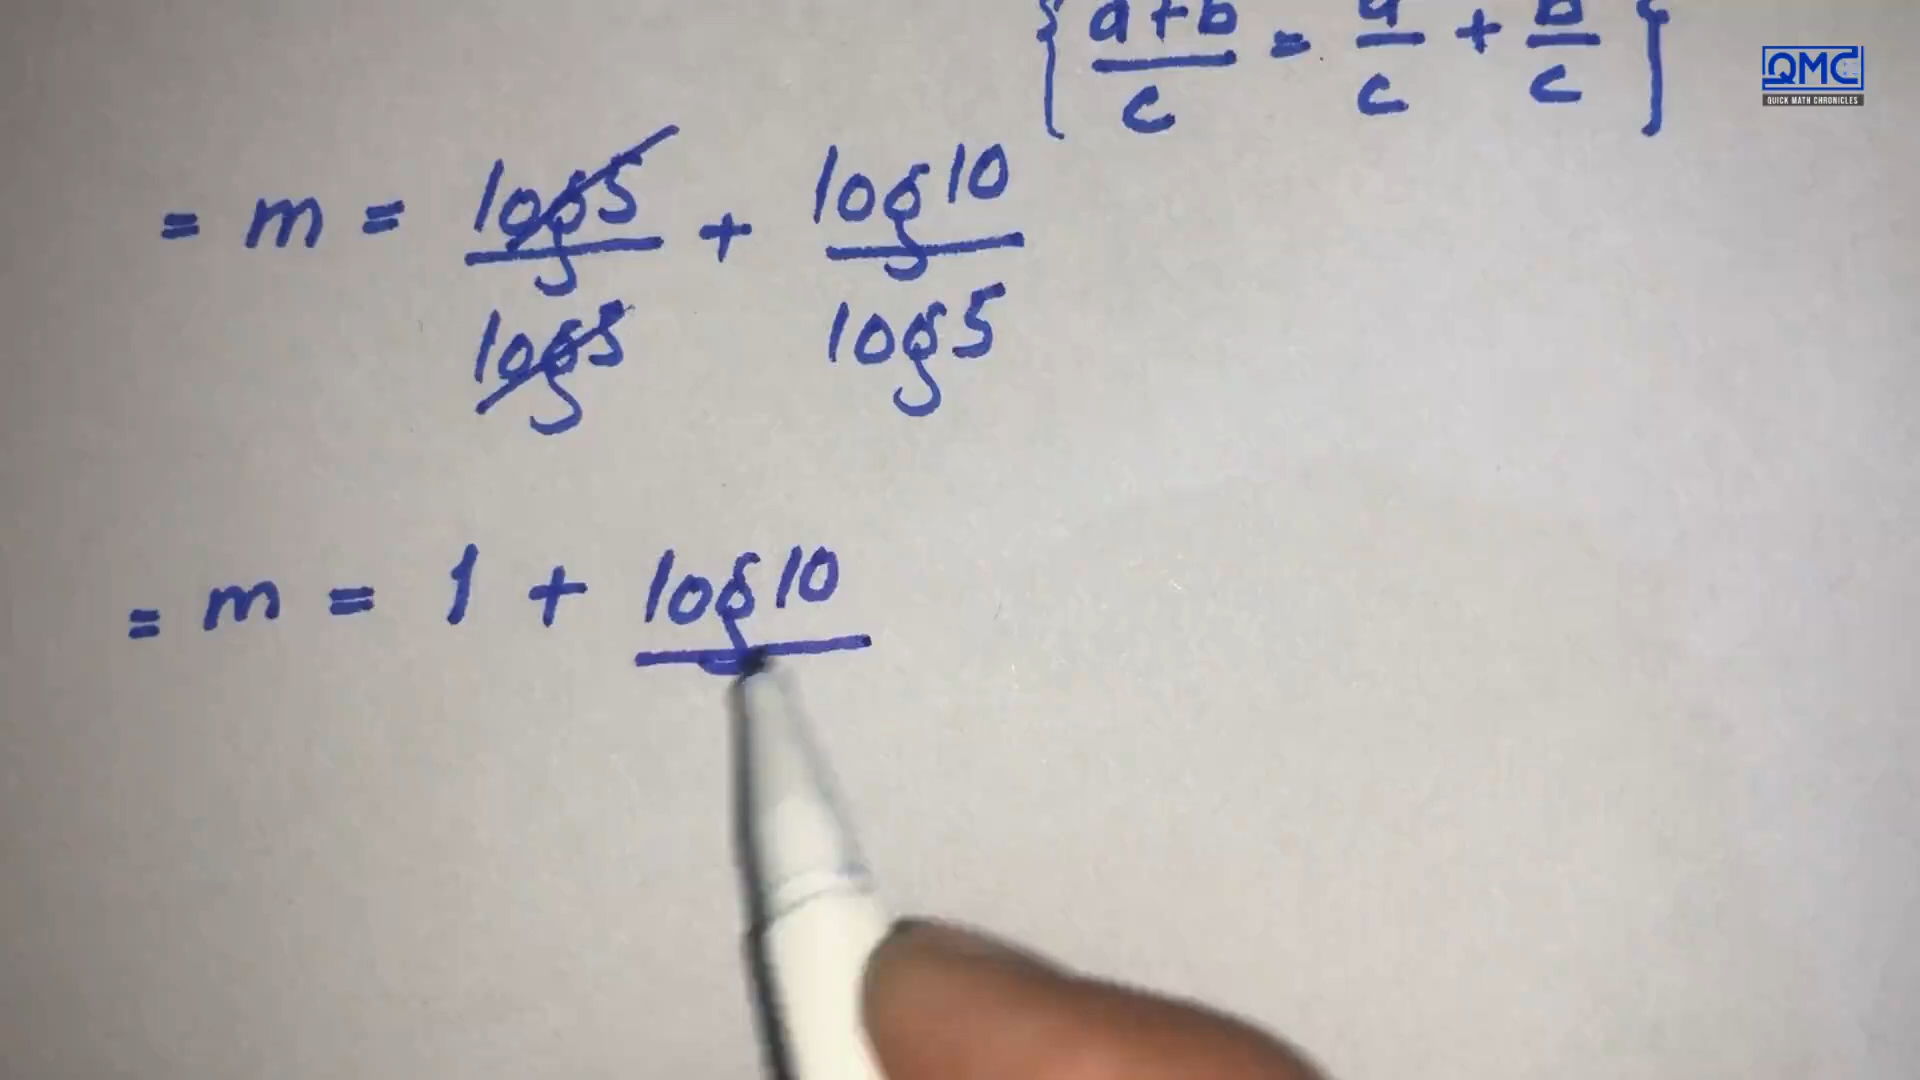 { a+b/c = a/c + b/c }
QMC
QUICK MATH CHRONICLES
= m = log5/log5 + log10/log5
= m = 1 + log10